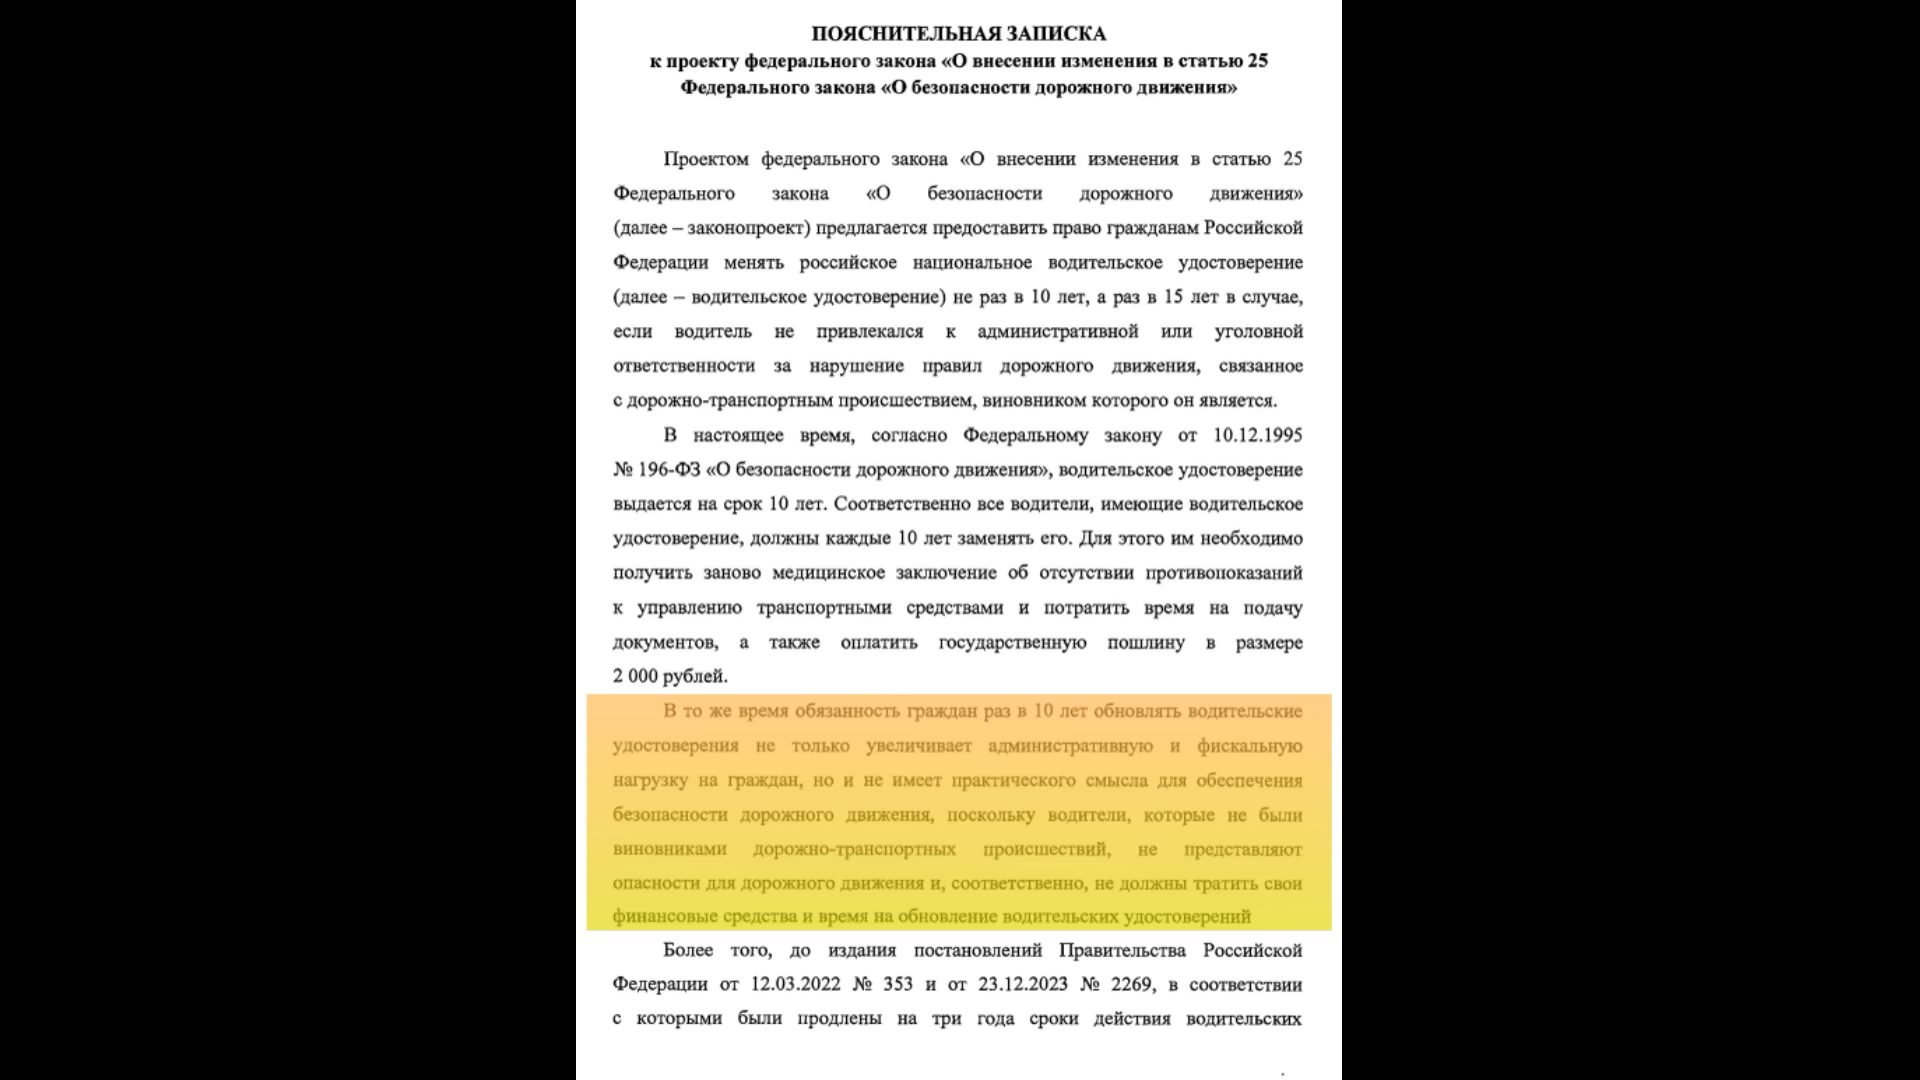 ПОЯСНИТЕЛЬНАЯ ЗАПИСКА
к проекту федерального закона «О внесении изменения в статью 25
Федерального закона «О безопасности дорожного движения»
Проектом федерального закона «О внесении изменения в статью 25
Федерального закона «О безопасности дорожного движения»
(далее – законопроект) предлагается предоставить право гражданам Российской
Федерации менять российское национальное водительское удостоверение
(далее – водительское удостоверение) не раз в 10 лет, а раз в 15 лет в случае,
если водитель не привлекался к административной или уголовной
ответственности за нарушение правил дорожного движения, связанное
с дорожно-транспортным происшествием, виновником которого он является.
В настоящее время, согласно Федеральному закону от 10.12.1995
№ 196-ФЗ «О безопасности дорожного движения», водительское удостоверение
выдается на срок 10 лет. Соответственно все водители, имеющие водительское
удостоверение, должны каждые 10 лет заменять его. Для этого им необходимо
получить заново медицинское заключение об отсутствии противопоказаний
к управлению транспортными средствами и потратить время на подачу
документов, а также оплатить государственную пошлину в размере
2 000 рублей.
В то же время обязанность граждан раз в 10 лет обновлять водительские
удостоверения не только увеличивает административную и фискальную
нагрузку на граждан, но и не имеет практического смысла для обеспечения
безопасности дорожного движения, поскольку водители, которые не были
виновниками дорожно-транспортных происшествий, не представляют
опасности для дорожного движения и, соответственно, не должны тратить свои
финансовые средства и время на обновление водительских удостоверений
Более того, до издания постановлений Правительства Российской
Федерации от 12.03.2022 № 353 и от 23.12.2023 № 2269, в соответствии
с которыми были продлены на три года сроки действия водительских